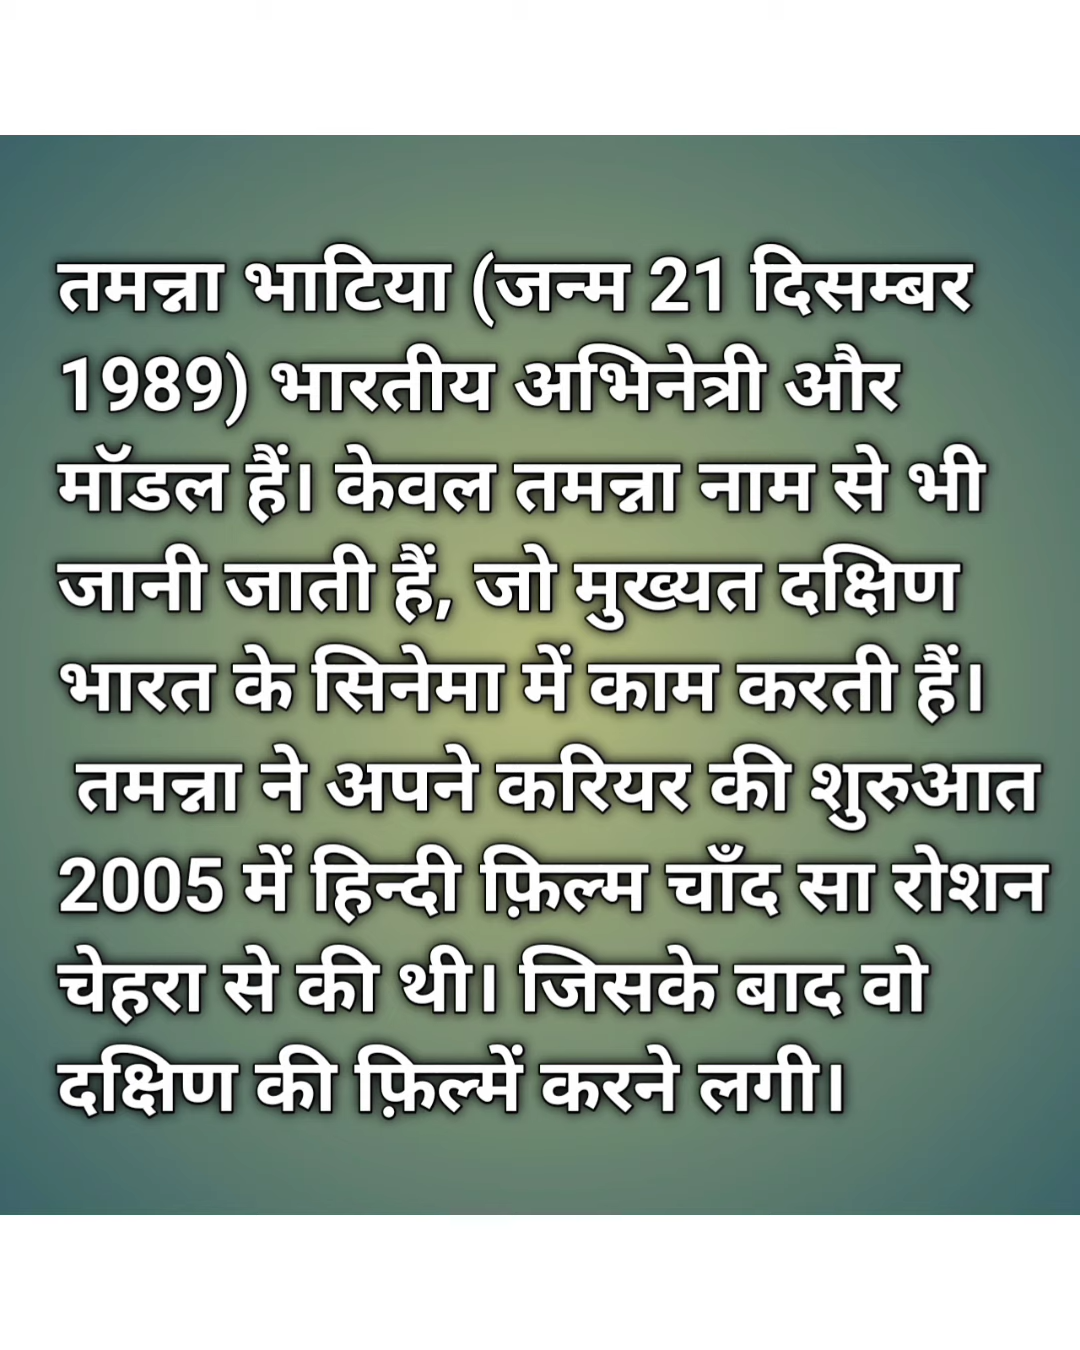 तमन्ना भाटिया (जन्म 21 दिसम्बर
1989) भारतीय अभिनेत्री और
मॉडल हैं। केवल तमन्ना नाम से भी
जानी जाती हैं, जो मुख्यत दक्षिण
भारत के सिनेमा में काम करती हैं।
तमन्ना ने अपने करियर की शुरुआत
2005 में हिन्दी फ़िल्म चाँद सा रोशन
चेहरा से की थी। जिसके बाद वो
दक्षिण की फ़िल्में करने लगी।